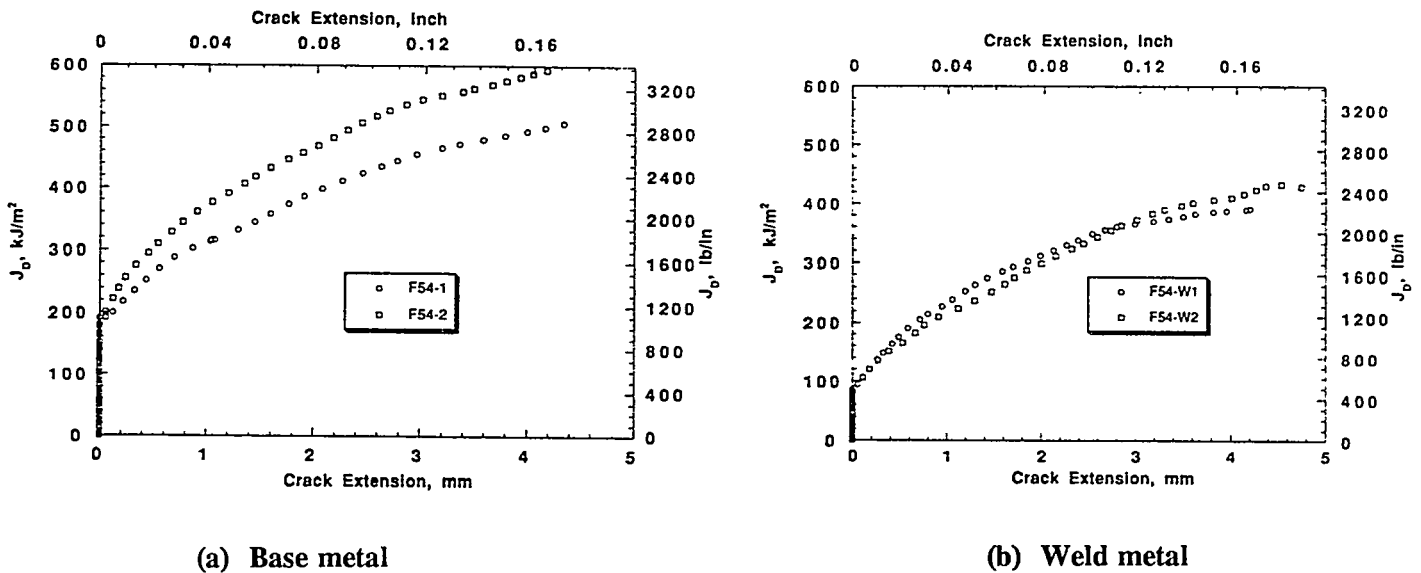 Crack Extension, Inch
0 0.04 0.08 0.12 0.16
600
500
400
300
200
100
0
J_D, kJ/m²
3200
2800
2400
2000
1600
1200
800
400
0
J_D, lb/in
F54-1
F54-2
0 1 2 3 4 5
Crack Extension, mm
(a) Base metal
Crack Extension, Inch
0 0.04 0.08 0.12 0.16
600
500
400
300
200
100
0
J_D, kJ/m²
3200
2800
2400
2000
1600
1200
800
400
0
J_D, lb/in
F54-W1
F54-W2
0 1 2 3 4 5
Crack Extension, mm
(b) Weld metal